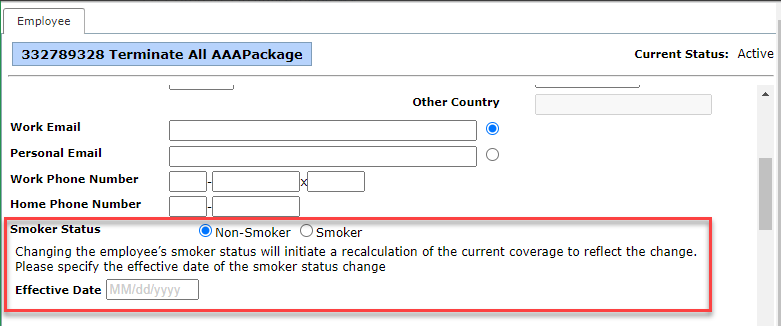 Employee
332789328 Terminate All AAAPackage
Current Status: Active
Other Country
Work Email
Personal Email
Work Phone Number - x
Home Phone Number -
Smoker Status Non-Smoker Smoker
Changing the employee’s smoker status will initiate a recalculation of the current coverage to reflect the change.
Please specify the effective date of the smoker status change
Effective Date MM/dd/yyyy